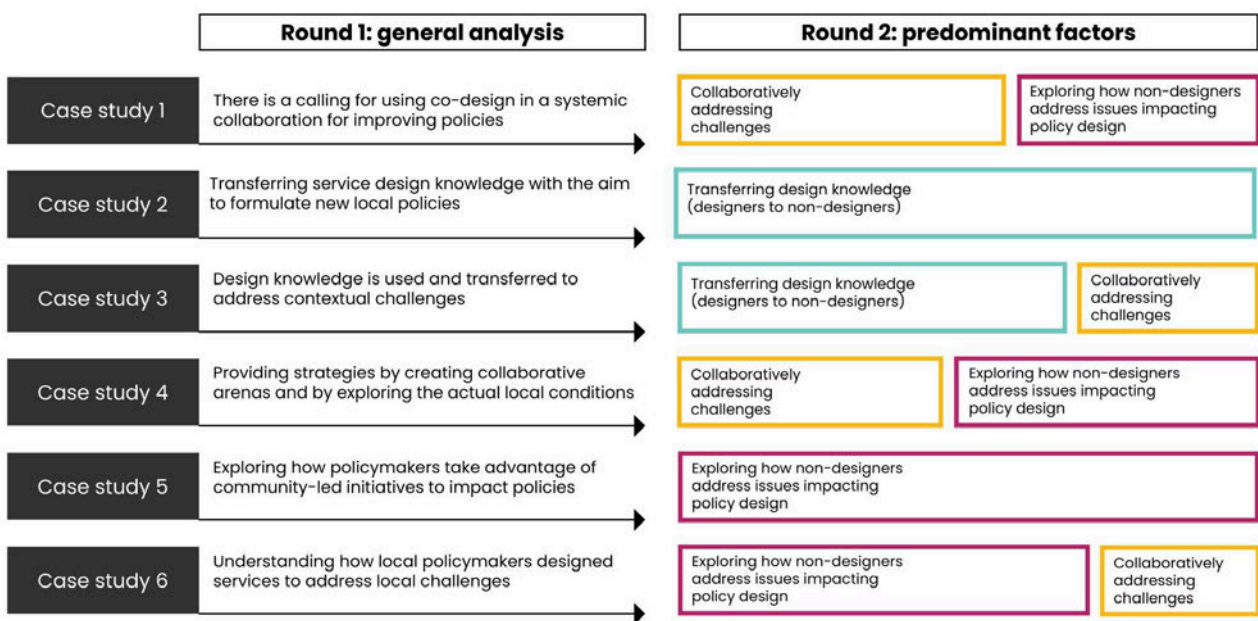 Round 1: general analysis
Round 2: predominant factors
Case study 1
There is a calling for using co-design in a systemic
collaboration for improving policies
Collaboratively
addressing
challenges
Exploring how non-designers
address issues impacting
policy design
Case study 2
Transferring service design knowledge with the aim
to formulate new local policies
Transferring design knowledge
(designers to non-designers)
Case study 3
Design knowledge is used and transferred to
address contextual challenges
Transferring design knowledge
(designers to non-designers)
Collaboratively
addressing
challenges
Case study 4
Providing strategies by creating collaborative
arenas and by exploring the actual local conditions
Collaboratively
addressing
challenges
Exploring how non-designers
address issues impacting
policy design
Case study 5
Exploring how policymakers take advantage of
community-led initiatives to impact policies
Exploring how non-designers
address issues impacting
policy design
Case study 6
Understanding how local policymakers designed
services to address local challenges
Exploring how non-designers
address issues impacting
policy design
Collaboratively
addressing
challenges